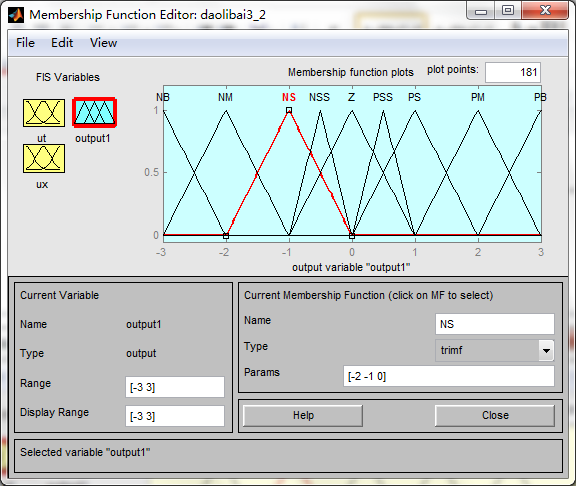 Membership Function Editor: daolibai3_2
File Edit View
FIS Variables
Membership function plots plot points: 181
NB NM NS NSS Z PSS PS PM PB
ut output1
ux
1
0.5
0
-3 -2 -1 0 1 2 3
output variable "output1"
Current Variable
Name output1
Type output
Range [-3 3]
Display Range [-3 3]
Current Membership Function (click on MF to select)
Name NS
Type trimf
Params [-2 -1 0]
Help Close
Selected variable "output1"